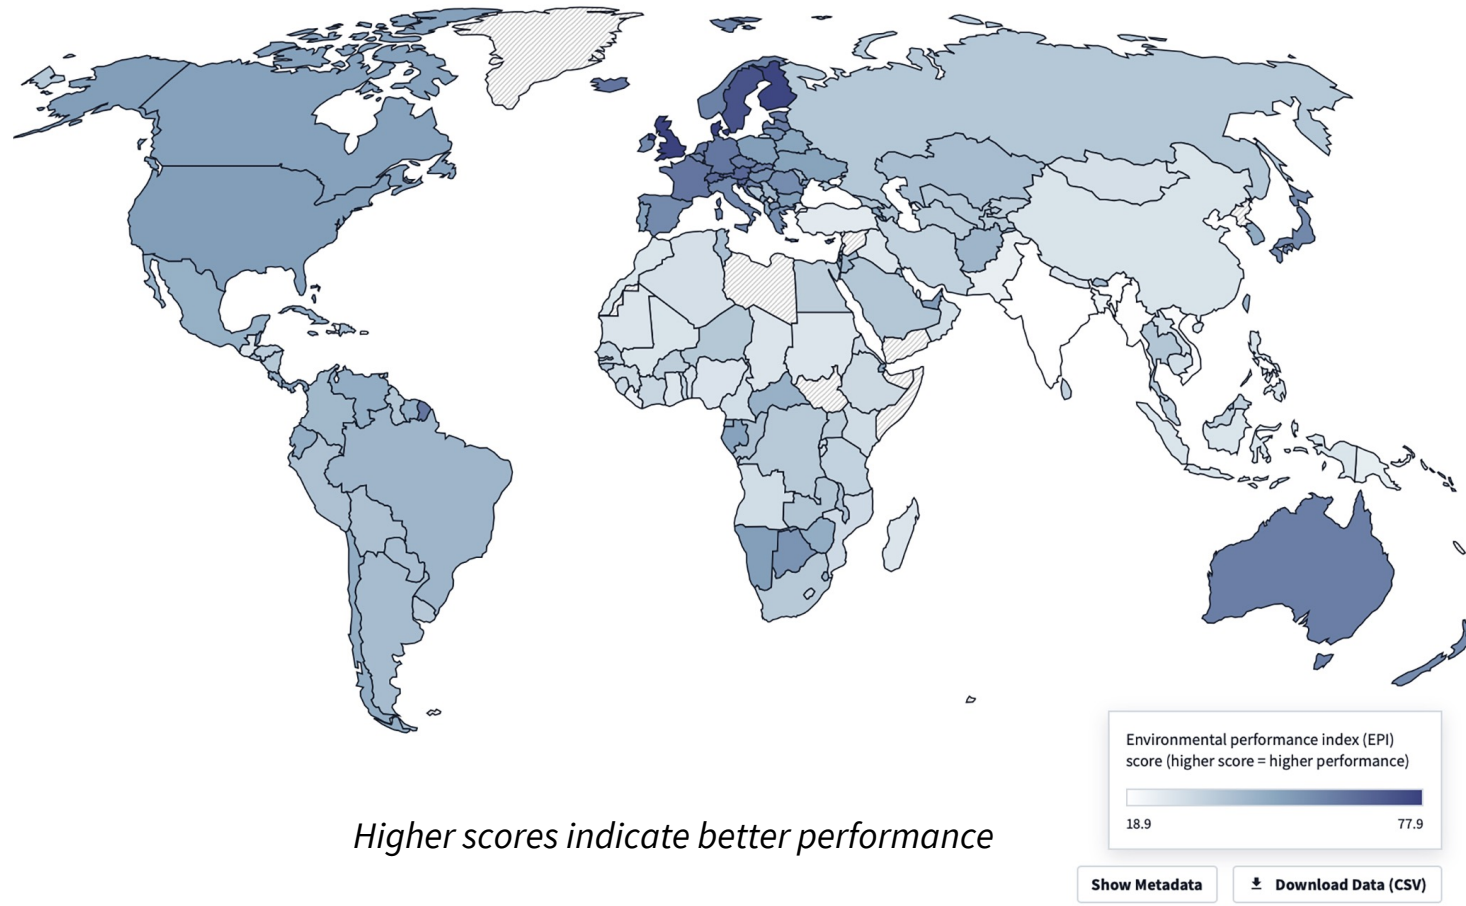 Environmental performance index (EPI)
score (higher score = higher performance)
18.9
77.9
Higher scores indicate better performance
Show Metadata
Download Data (CSV)